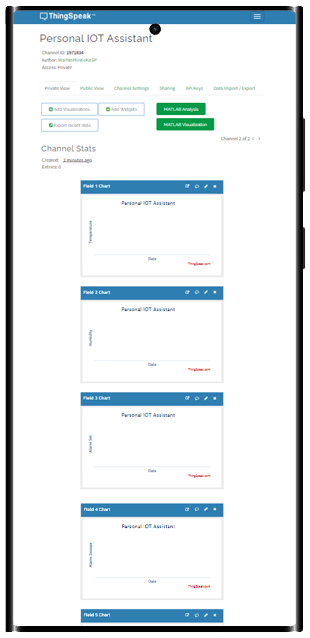 ThingSpeak™
Personal IOT Assistant
Channel ID: 1971834
Author:
Access: Private
Private View Public View Channel Settings Sharing API Keys Data Import / Export
Add Visualizations Add Widgets MATLAB Analysis
Export recent data MATLAB Visualization
Channel 2 of 2 < >
Channel Stats
Created: 2 minutes ago
Entries: 0
Field 1 Chart
Personal IOT Assistant
Temperature
Date
ThingSpeak.com
Field 2 Chart
Personal IOT Assistant
Humidity
Date
ThingSpeak.com
Field 3 Chart
Personal IOT Assistant
Alarm Set
Date
ThingSpeak.com
Field 4 Chart
Personal IOT Assistant
Alarm
Date
ThingSpeak.com
Field 5 Chart